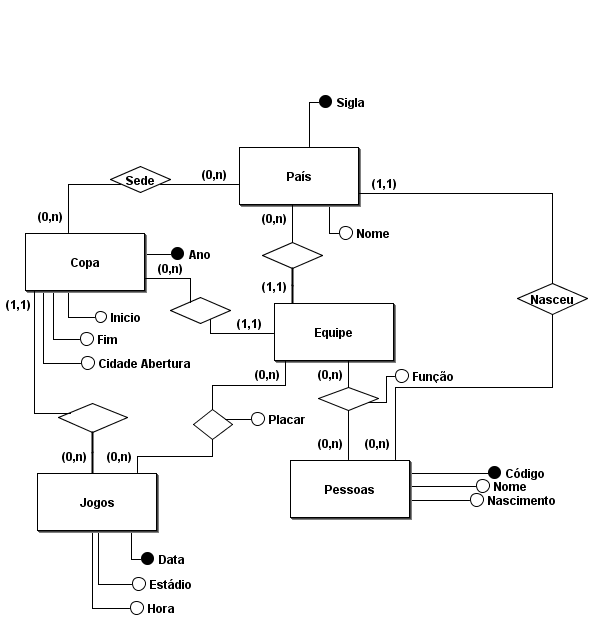 Sigla
Sede
(0,n)
País
(1,1)
(0,n)
(0,n)
Nome
Copa
Ano
(0,n)
(1,1)
Nasceu
(1,1)
Inicio
(1,1)
Equipe
Fim
Cidade Abertura
(0,n)
(0,n)
Função
Placar
(0,n)
(0,n)
(0,n)
(0,n)
Jogos
Pessoas
Código
Nome
Nascimento
Data
Estádio
Hora